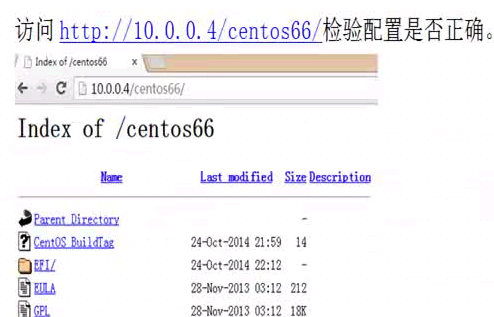 访问 http://10.0.0.4/centos66/检验配置是否正确。
Index of /centos66 x
10.0.0.4/centos66/
Index of /centos66
Name Last modified Size Description
Parent Directory -
CentOS_BuildTag 24-Oct-2014 21:59 14
EFI/ 24-Oct-2014 22:12 -
EULA 28-Nov-2013 03:12 212
GPL 28-Nov-2013 03:12 18K